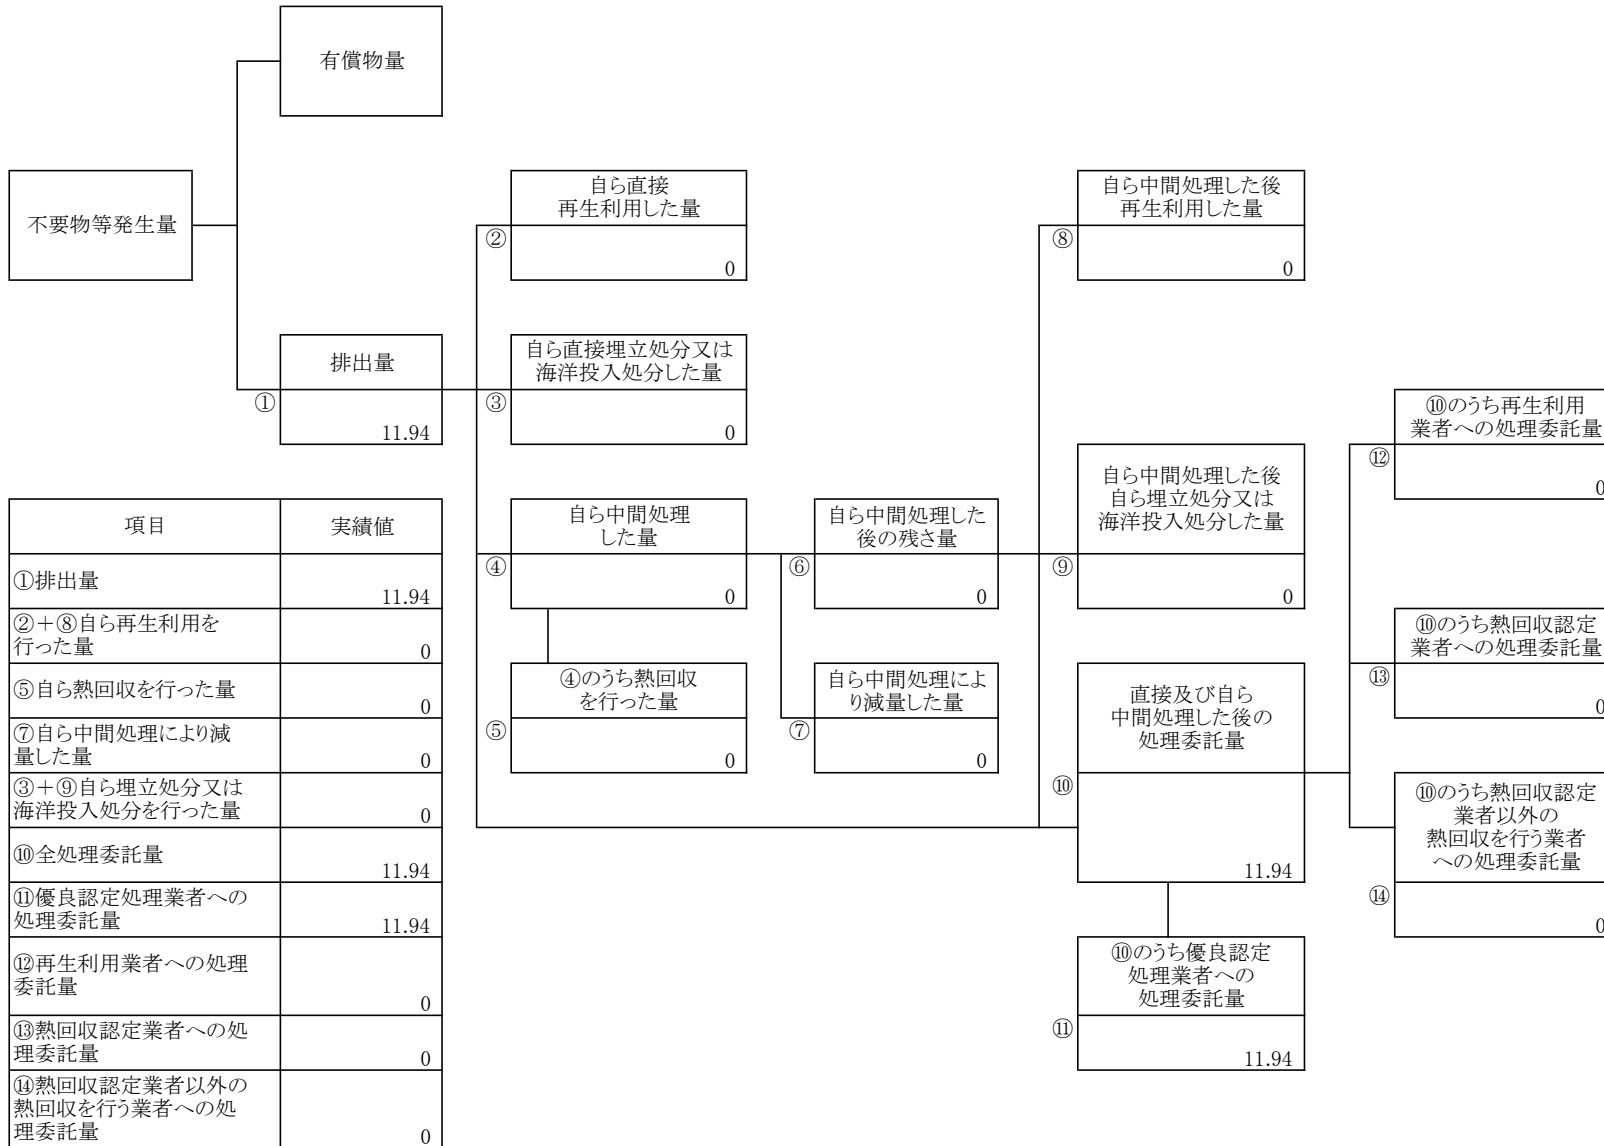 有償物量
不要物等発生量
自ら直接
再生利用した量
②
0
自ら中間処理した後
再生利用した量
⑧
0
排出量
①
11.94
自ら直接埋立処分又は
海洋投入処分した量
③
0
⑩のうち再生利用
業者への処理委託量
⑫
0
自ら中間処理
した量
④
0
自ら中間処理した
後の残さ量
⑥
0
自ら中間処理した後
自ら埋立処分又は
海洋投入処分した量
⑨
0
⑩のうち熱回収認定
業者への処理委託量
⑬
0
④のうち熱回収
を行った量
⑤
0
自ら中間処理によ
り減量した量
⑦
0
直接及び自ら
中間処理した後の
処理委託量
⑩
11.94
⑩のうち熱回収認定
業者以外の
熱回収を行う業者
への処理委託量
⑭
0
⑩のうち優良認定
処理業者への
処理委託量
⑪
11.94
項目 実績値
①排出量
11.94
②+⑧自ら再生利用を
行った量
0
⑤自ら熱回収を行った量
0
⑦自ら中間処理により減
量した量
0
③+⑨自ら埋立処分又は
海洋投入処分を行った量
0
⑩全処理委託量
11.94
⑪優良認定処理業者への
処理委託量
11.94
⑫再生利用業者への処理
委託量
0
⑬熱回収認定業者への処
理委託量
0
⑭熱回収認定業者以外の
熱回収を行う業者への処
理委託量
0